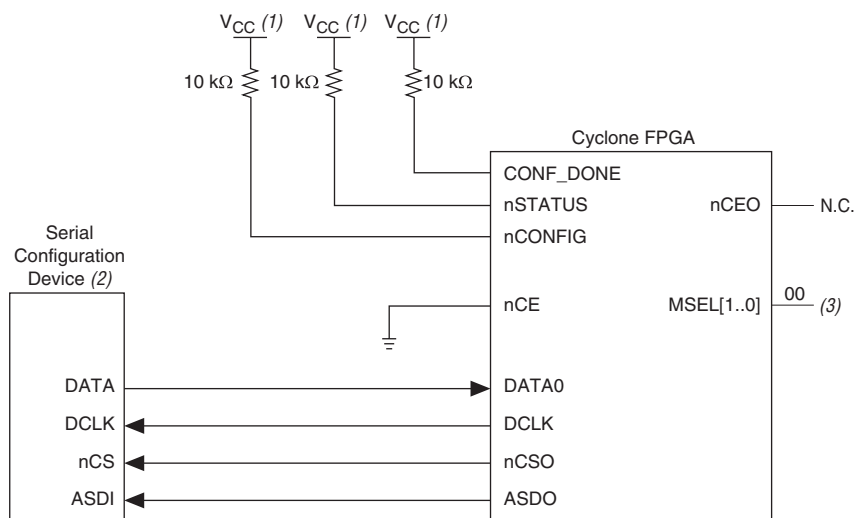 VCC (1) VCC (1) VCC (1)
10 kΩ 10 kΩ 10 kΩ
Cyclone FPGA
CONF_DONE
nSTATUS nCEO N.C.
nCONFIG
Serial
Configuration
Device (2)
nCE MSEL[1..0] 00 (3)
DATA DATA0
DCLK DCLK
nCS nCSO
ASDI ASDO